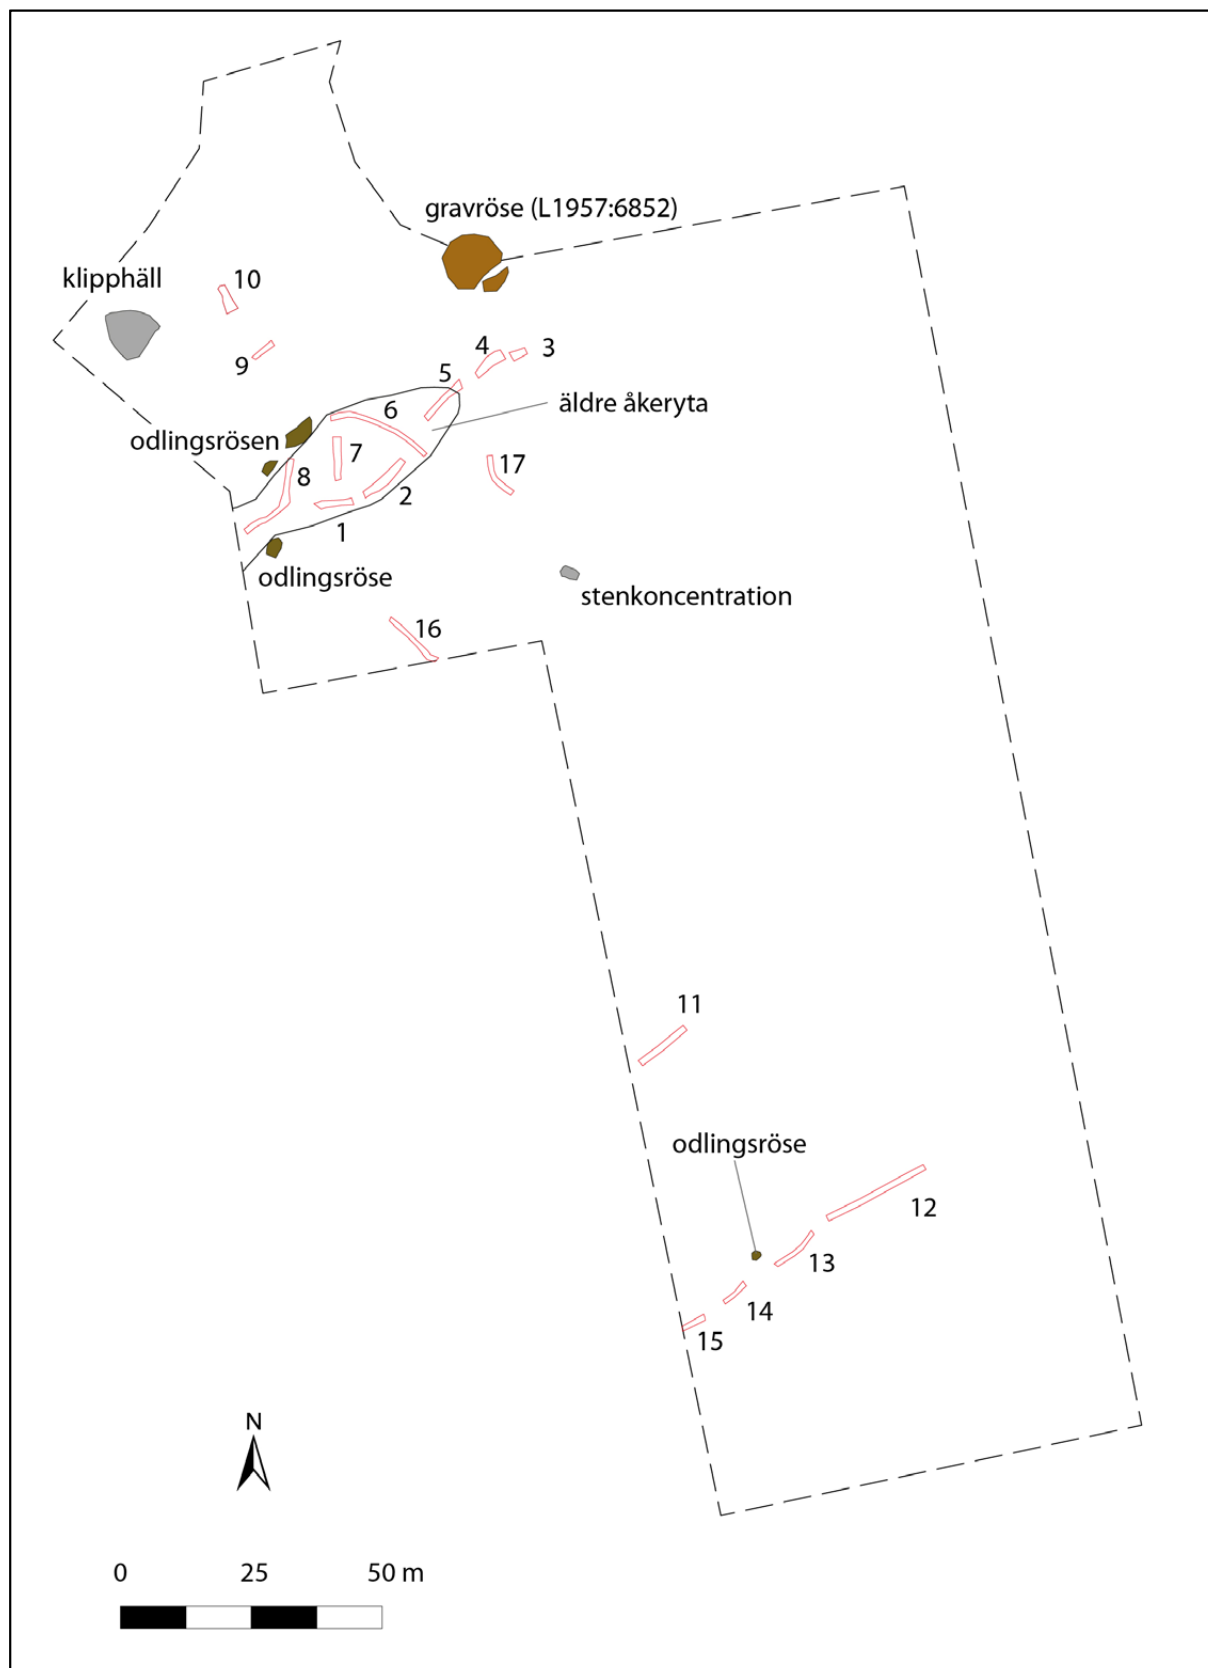 gravröse (L1957:6852)
klipphäll
10
9
4
3
5
6
äldre åkeryta
odlingsrösen
7
8
2
17
1
odlingsröse
stenkoncentration
16
11
odlingsröse
12
13
14
15
N
0 25 50 m